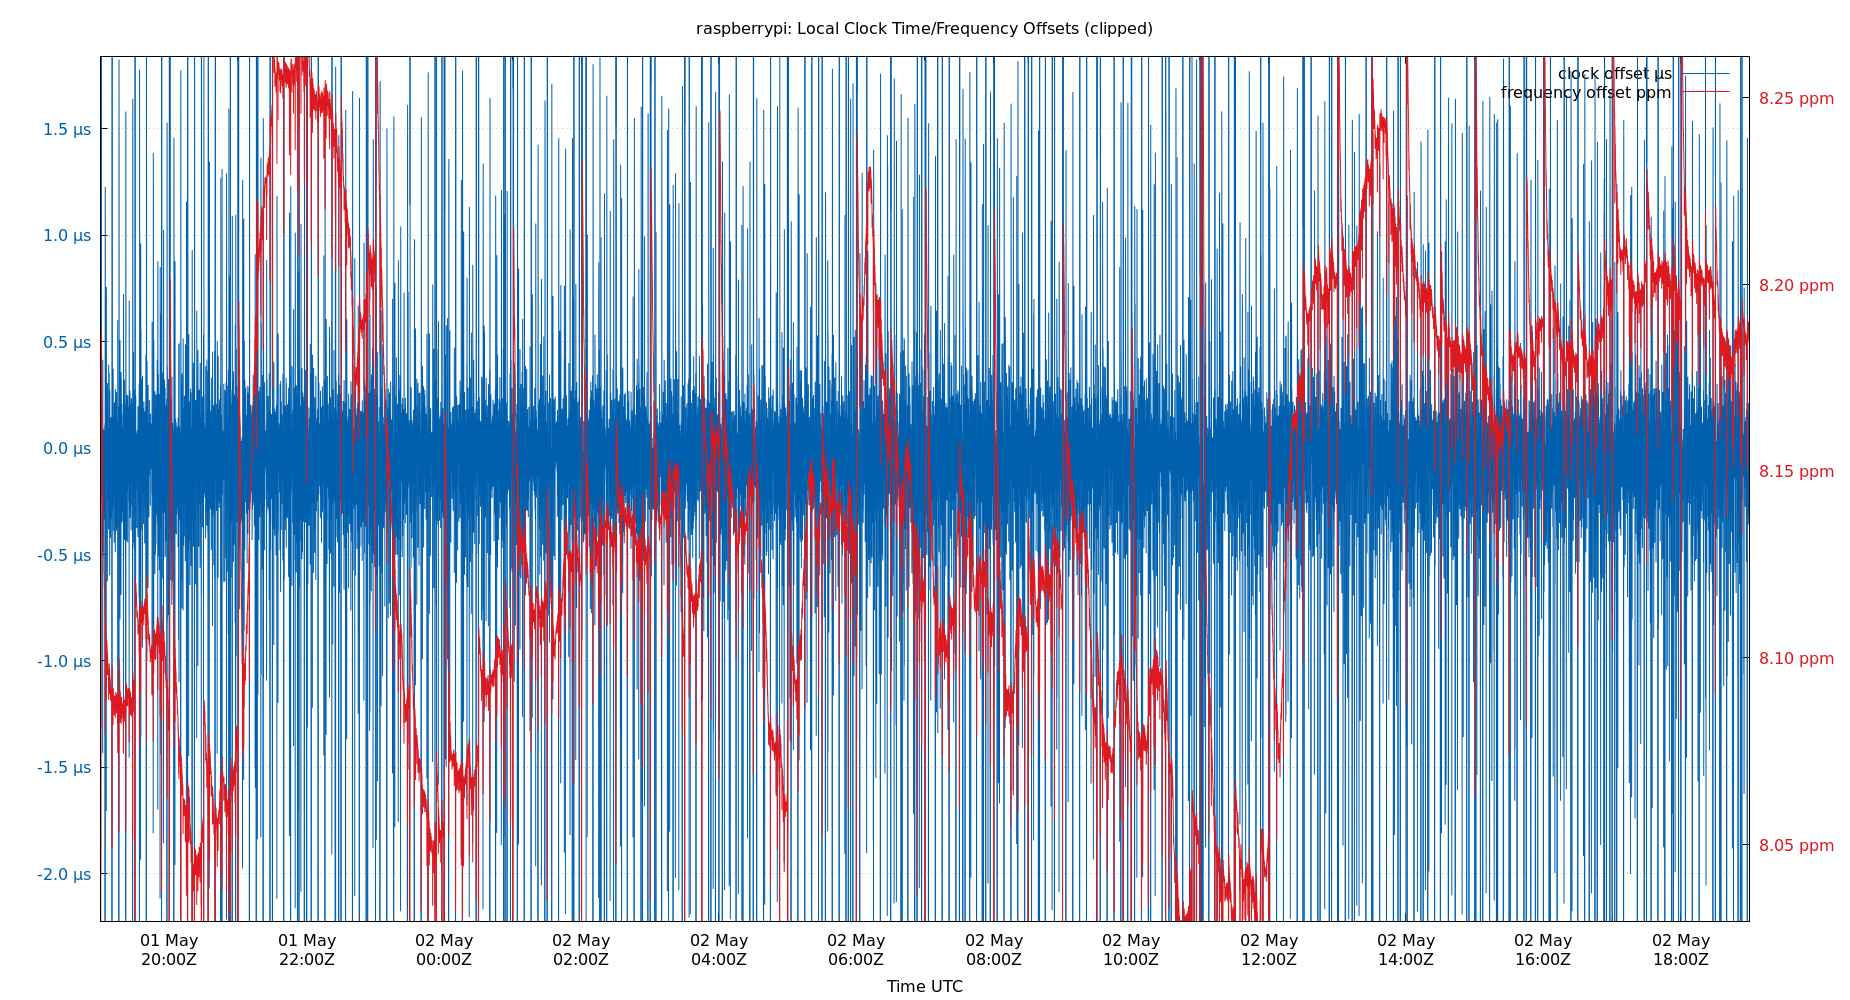 raspberrypi: Local Clock Time/Frequency Offsets (clipped)
clock offset µs
frequency offset ppm
1.5 µs
1.0 µs
0.5 µs
0.0 µs
-0.5 µs
-1.0 µs
-1.5 µs
-2.0 µs
8.25 ppm
8.20 ppm
8.15 ppm
8.10 ppm
8.05 ppm
01 May 01 May 02 May 02 May 02 May 02 May 02 May 02 May 02 May 02 May 02 May 02 May
20:00Z 22:00Z 00:00Z 02:00Z 04:00Z 06:00Z 08:00Z 10:00Z 12:00Z 14:00Z 16:00Z 18:00Z
Time UTC